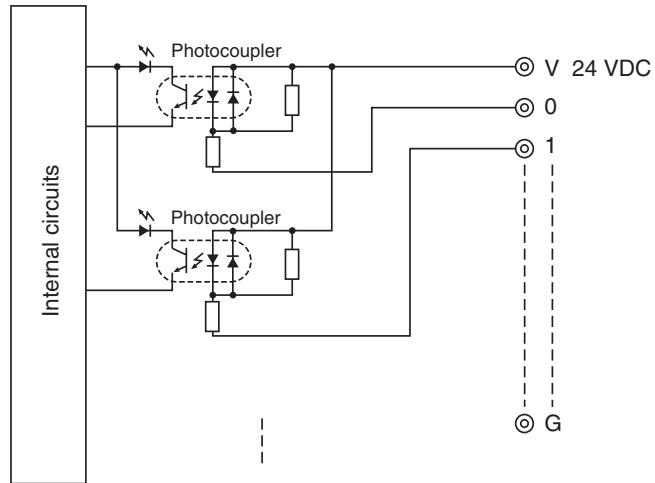 Photocoupler
V 24 VDC
0
1
Photocoupler
Internal circuits
G